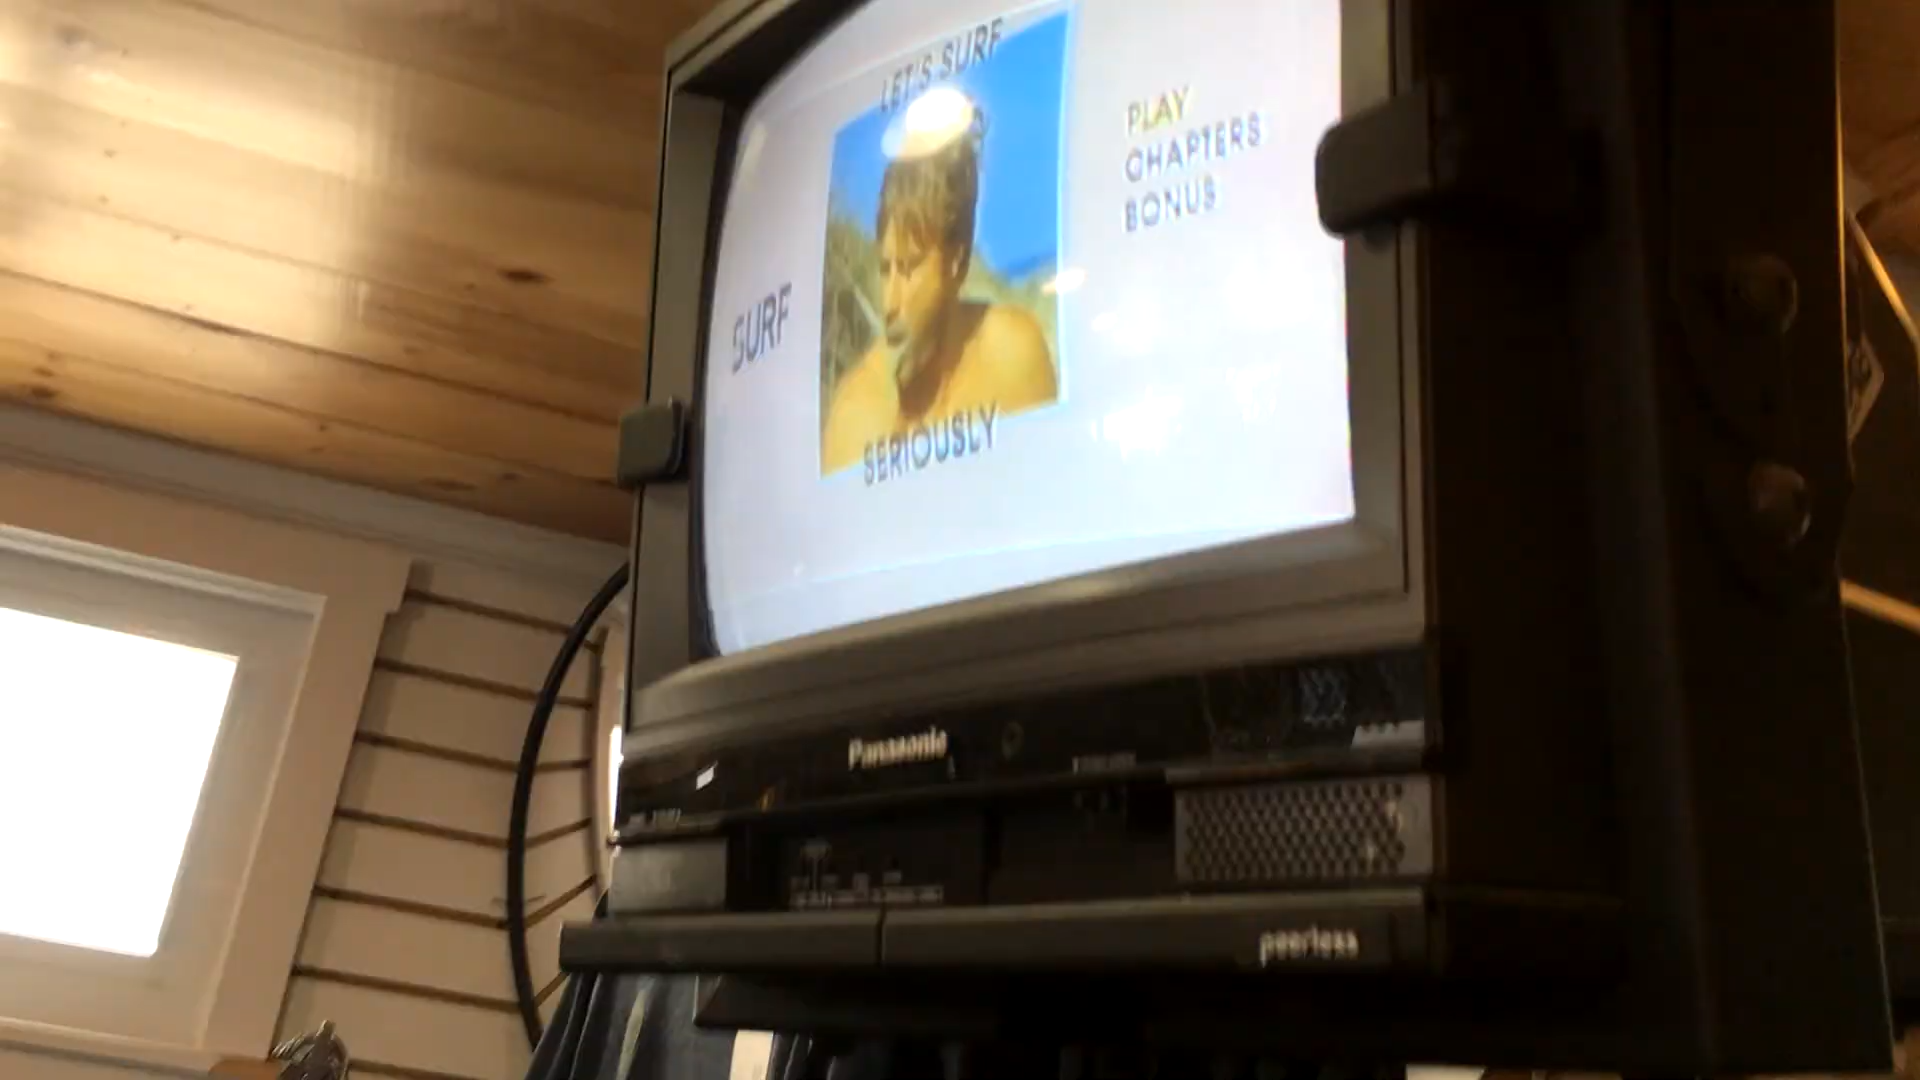 LET'S SURF
PLAY
CHAPTERS
BONUS
SURF
SERIOUSLY
Panasonic
peerless